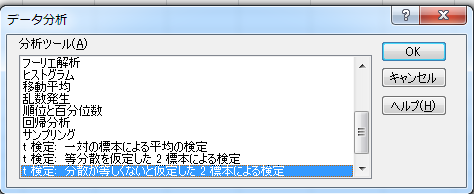 データ分析
分析ツール(A)
フーリエ解析
ヒストグラム
移動平均
乱数発生
順位と百分位数
回帰分析
サンプリング
t 検定: 一対の標本による平均の検定
t 検定: 等分散を仮定した 2 標本による検定
t 検定: 分散が等しくないと仮定した 2 標本による検定
OK
キャンセル
ヘルプ(H)